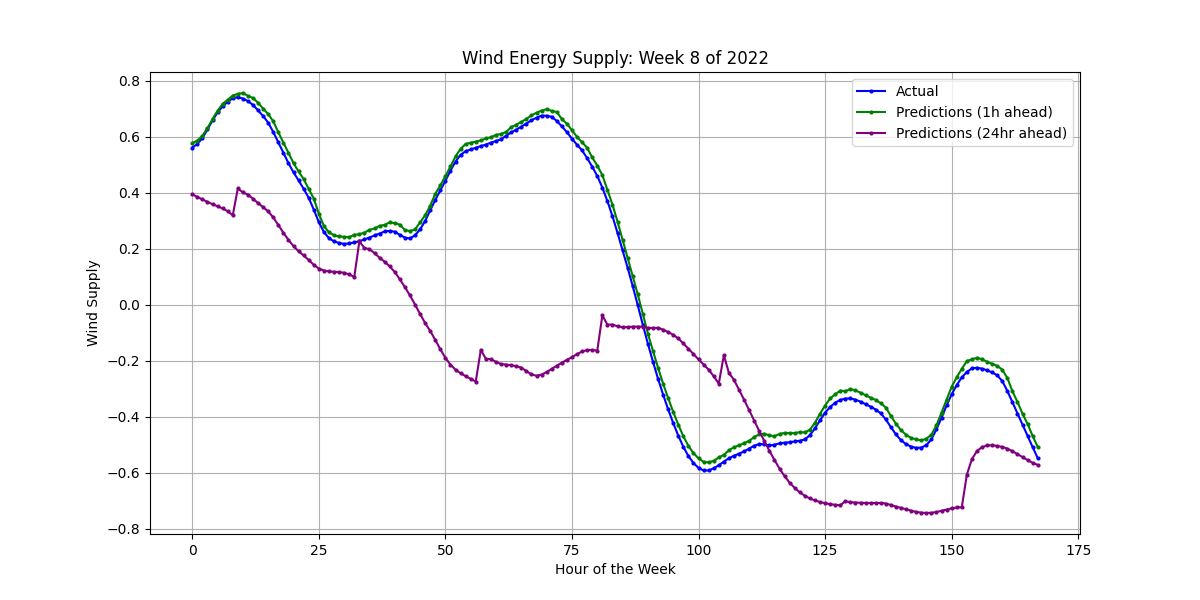 Wind Energy Supply: Week 8 of 2022
Actual
Predictions (1h ahead)
Predictions (24hr ahead)
Wind Supply
0.8
0.6
0.4
0.2
0.0
−0.2
−0.4
−0.6
−0.8
0 25 50 75 100 125 150 175
Hour of the Week